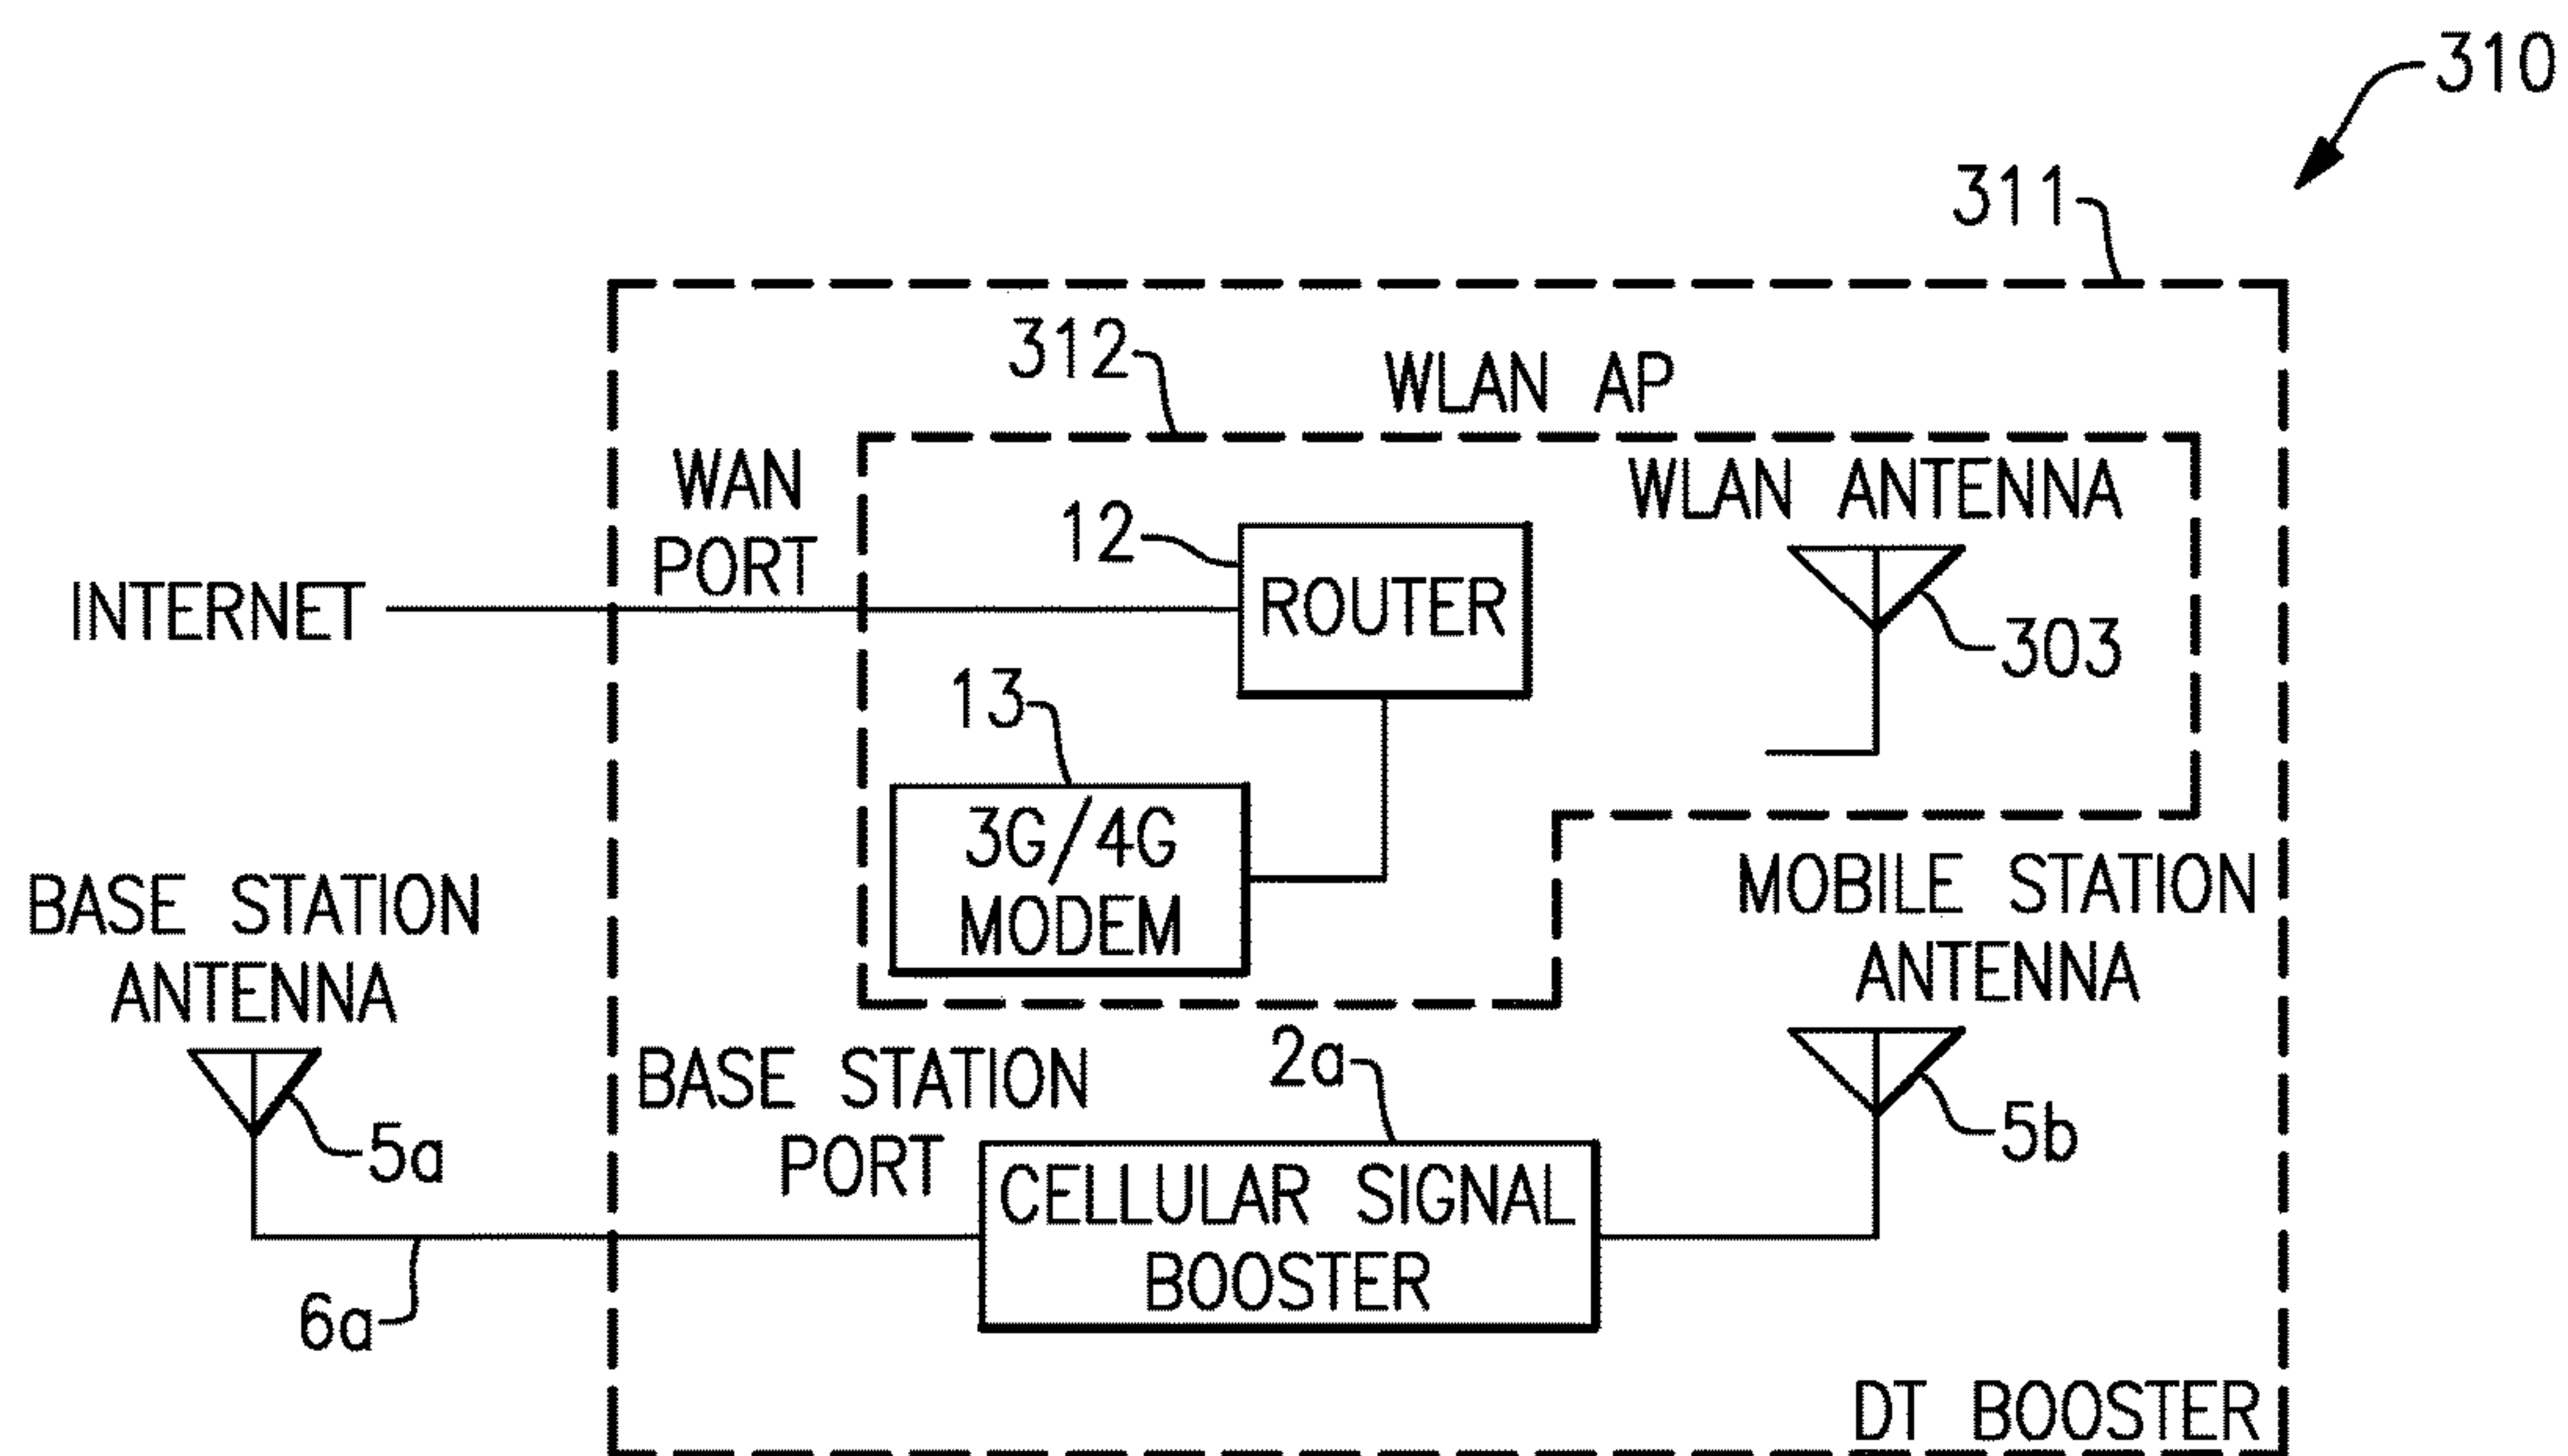 310
311
312
WLAN AP
WAN
PORT
WLAN ANTENNA
12
ROUTER
INTERNET
303
13
3G/4G
MODEM
BASE STATION
ANTENNA
MOBILE STATION
ANTENNA
2a
BASE STATION
PORT
5a
5b
CELLULAR SIGNAL
BOOSTER
6a
DT BOOSTER